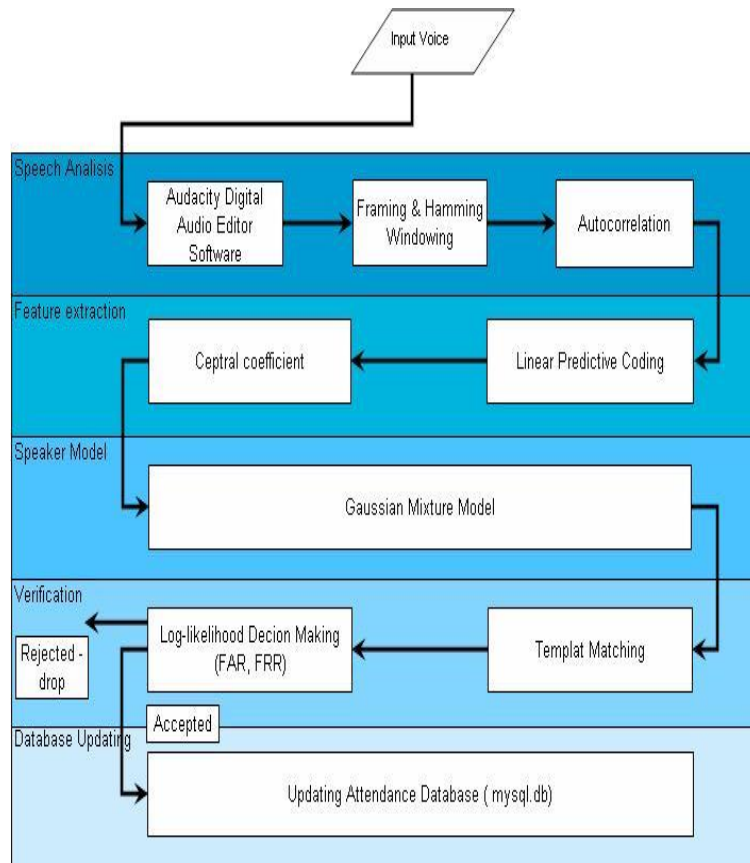 Input Voice
Speech Analisis
Audacity Digital
Audio Editor
Software
Framing & Hamming
Windowing
Autocorrelation
Feature extraction
Ceptral coefficient
Linear Predictive Coding
Speaker Model
Gaussian Mixture Model
Verification
Rejected -
drop
Log-likelihood Decion Making
(FAR, FRR)
Templat Matching
Accepted
Database Updating
Updating Attendance Database ( mysql.db)